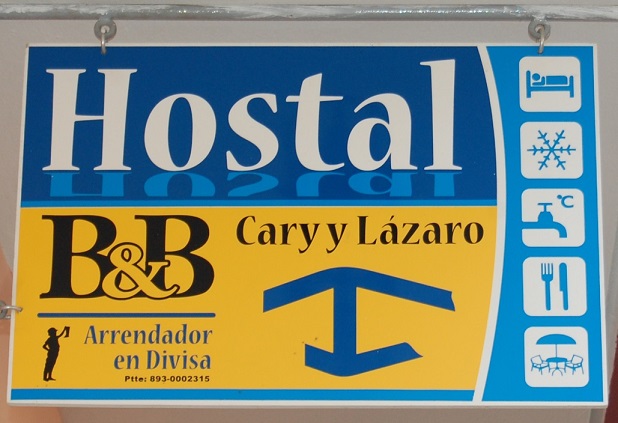 Hostal
B&B
Cary y Lázaro
Arrendador
en Divisa
Ptte: 893-0002315
°C